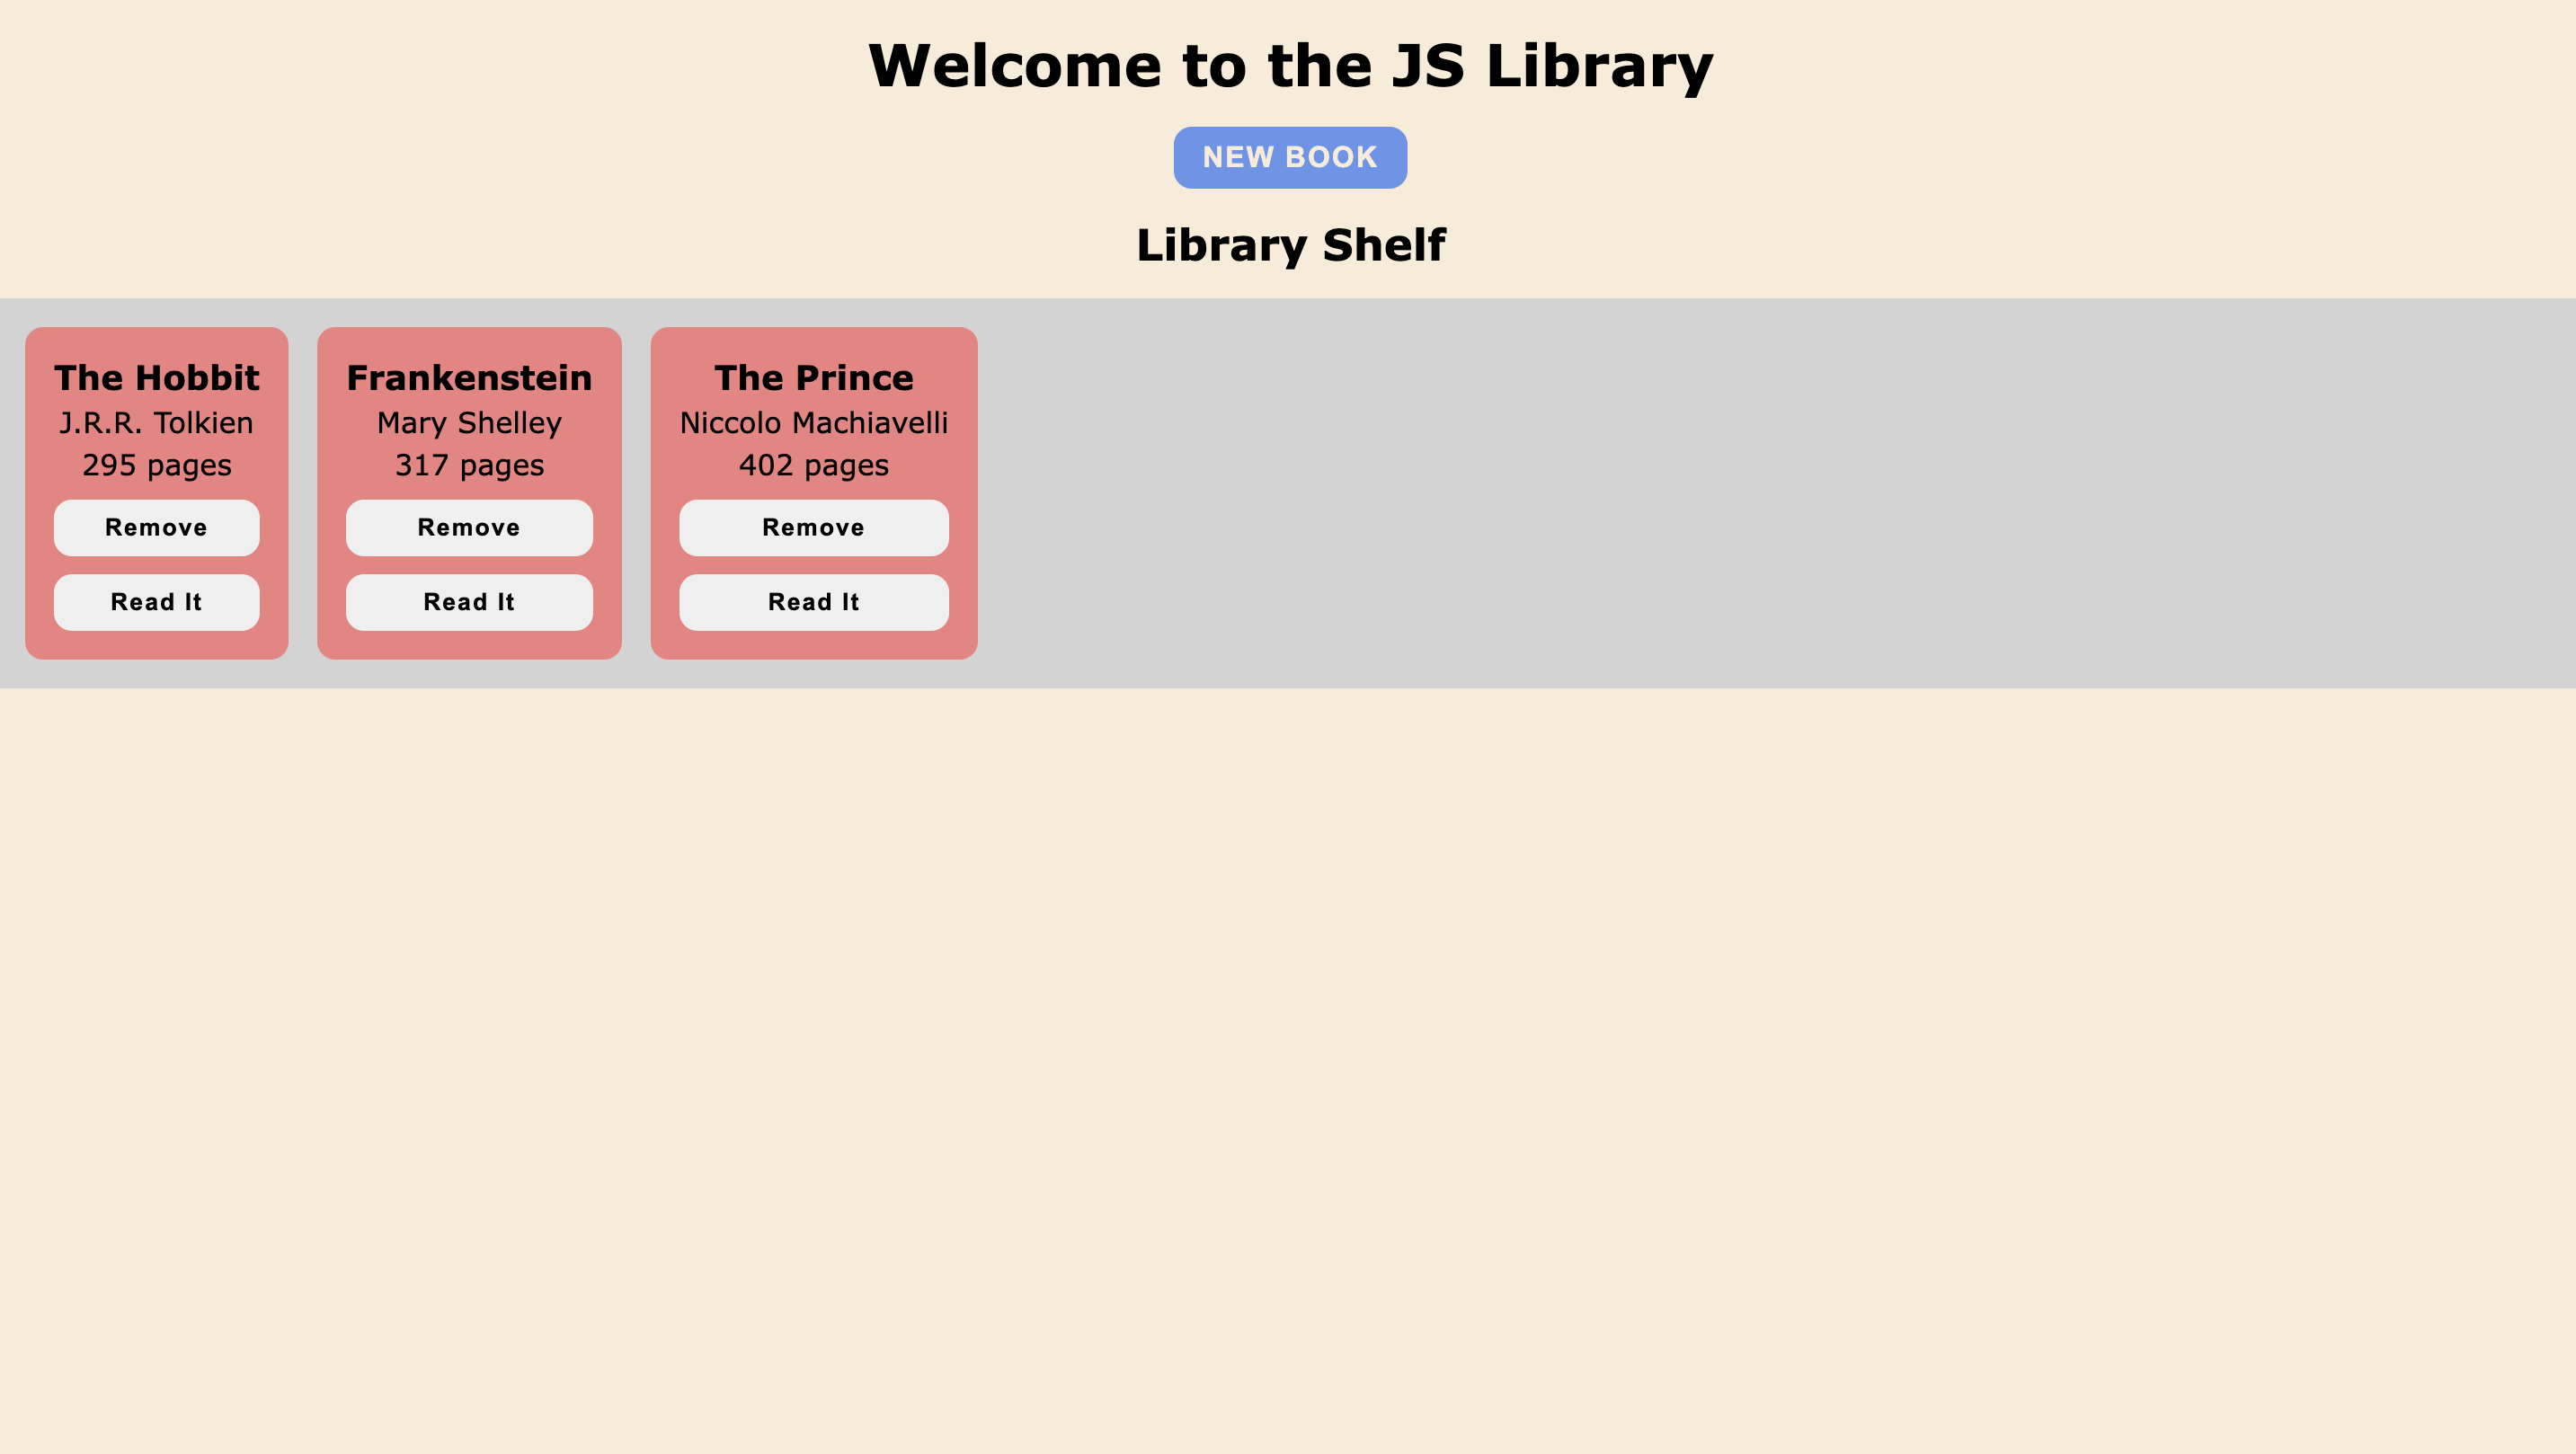 Welcome to the JS Library
NEW BOOK
Library Shelf
The Hobbit
J.R.R. Tolkien
295 pages
Remove
Read It
Frankenstein
Mary Shelley
317 pages
Remove
Read It
The Prince
Niccolo Machiavelli
402 pages
Remove
Read It